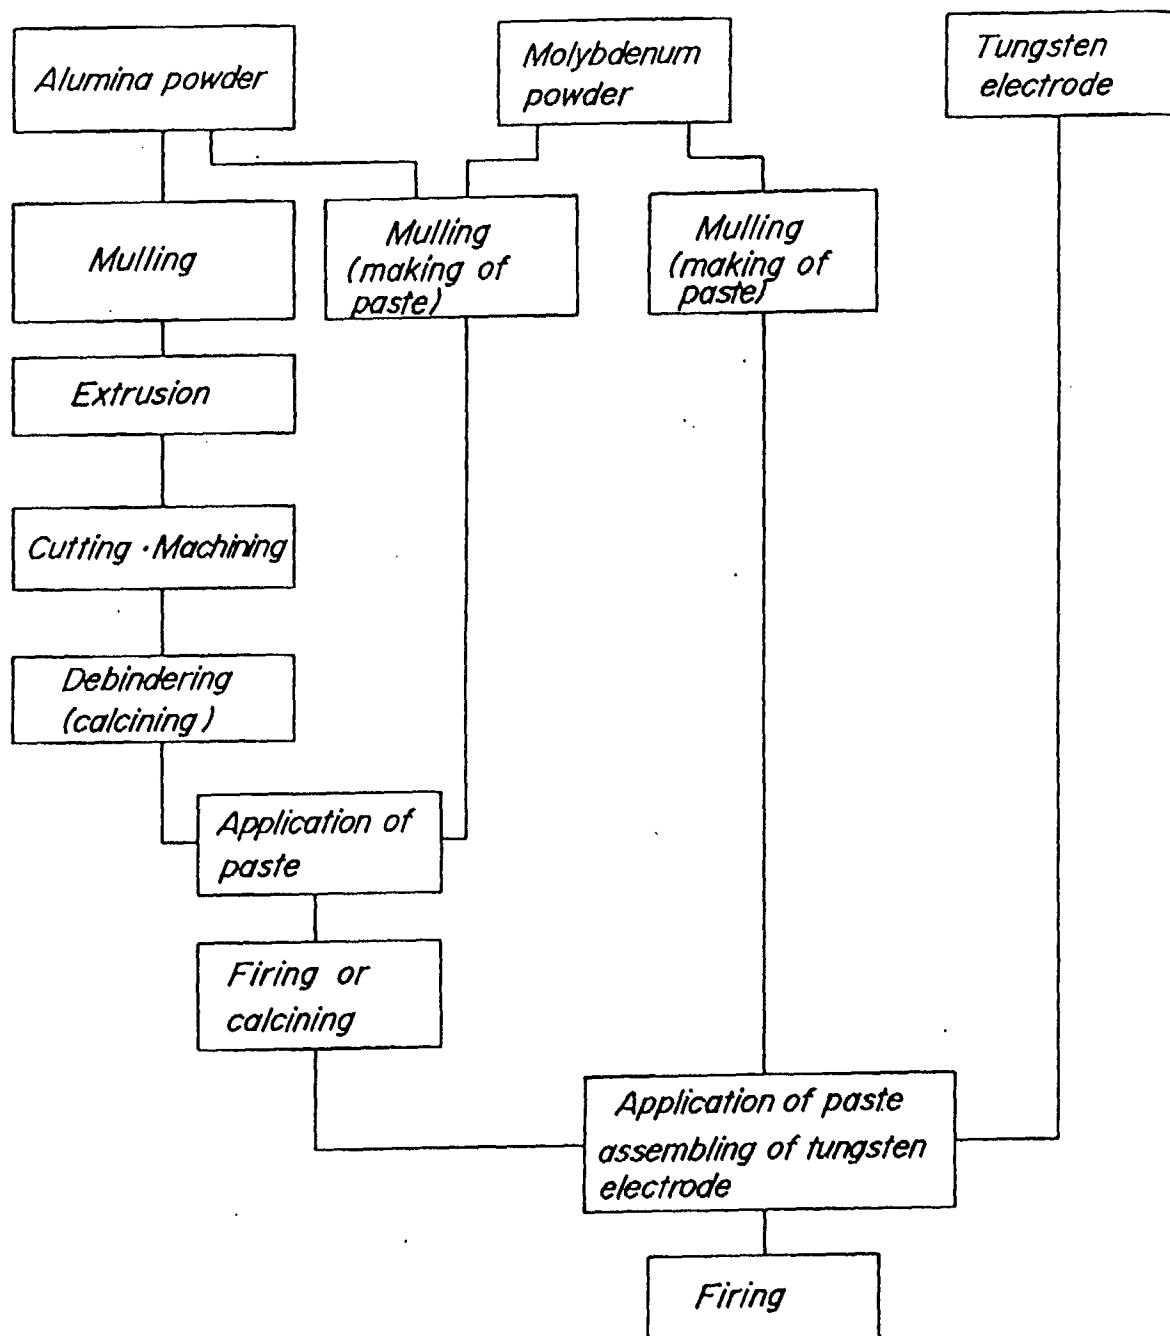 Alumina powder
Molybdenum
powder
Tungsten
electrode
Mulling
Mulling
(making of
paste)
Mulling
(making of
paste)
Extrusion
Cutting · Machining
Debindering
(calcining)
Application of
paste
Firing or
calcining
Application of paste
assembling of tungsten
electrode
Firing